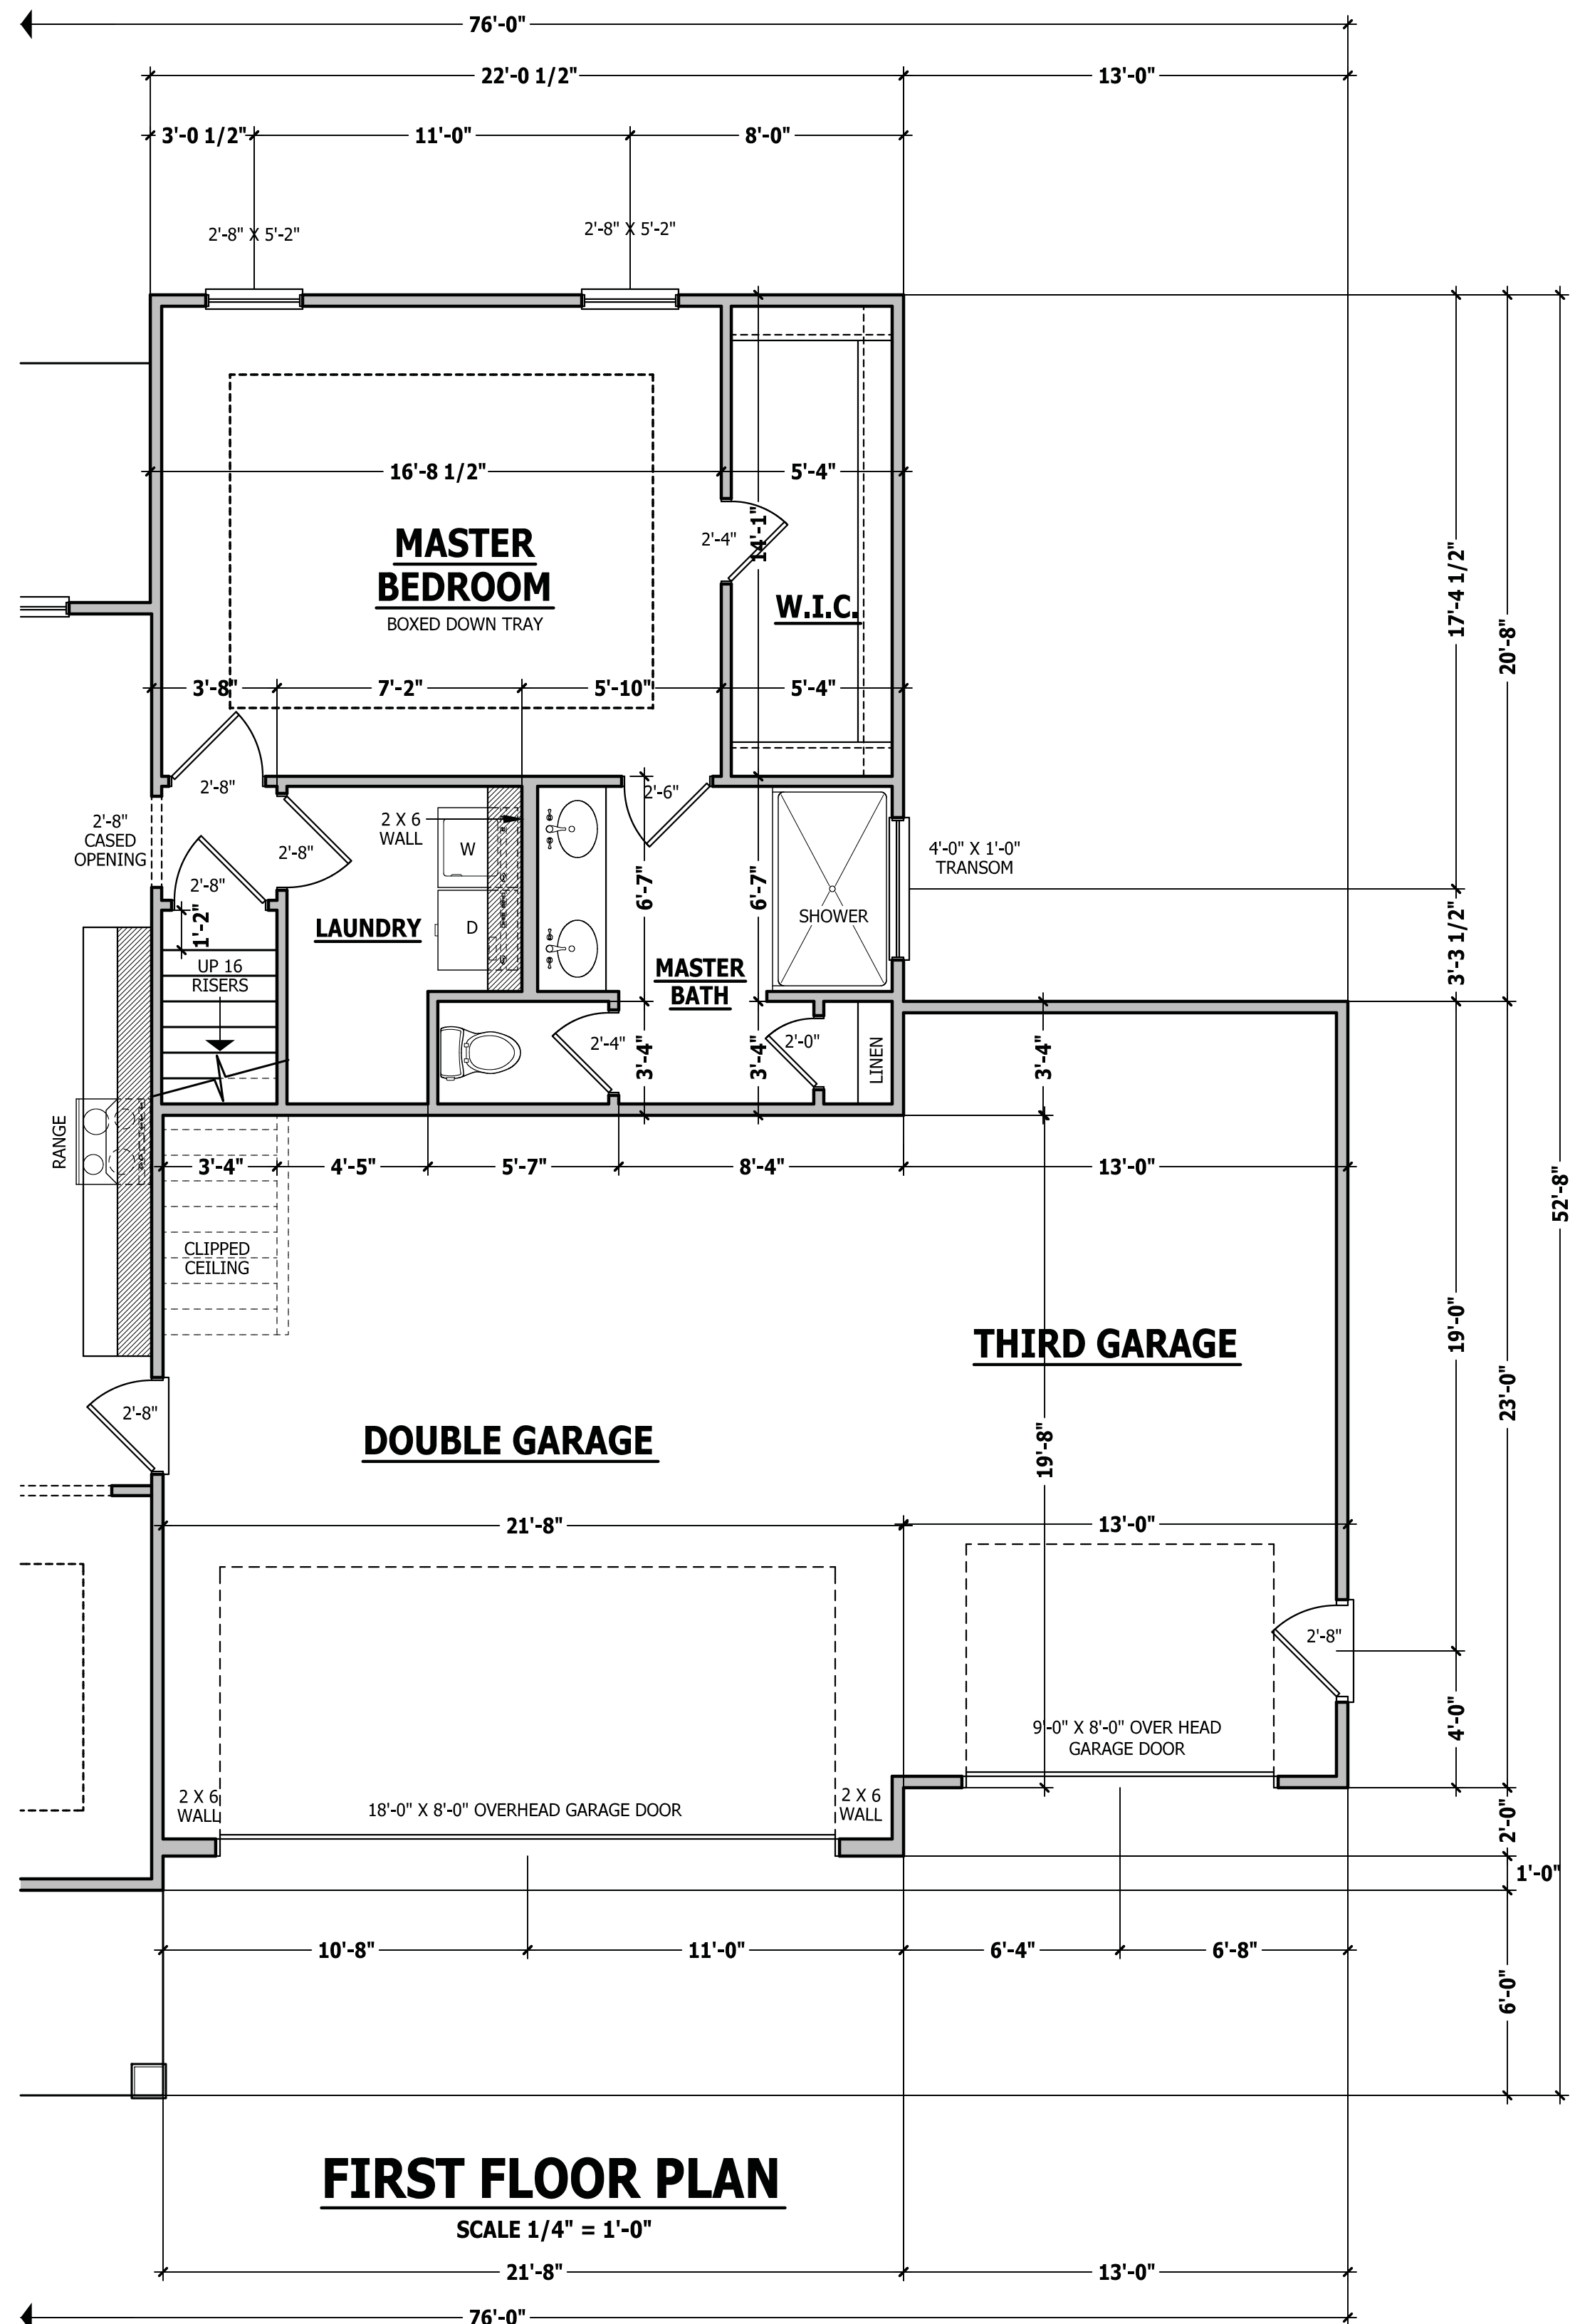 76'-0"
22'-0 1/2"
13'-0"
3'-0 1/2"
11'-0"
8'-0"
2'-8" X 5'-2"
2'-8" X 5'-2"
16'-8 1/2"
5'-4"
2'-4"
14'-1"
MASTER
BEDROOM
BOXED DOWN TRAY
W.I.C.
17'-4 1/2"
20'-8"
3'-8"
7'-2"
5'-10"
5'-4"
2'-8"
2'-6"
2'-8"
CASED
OPENING
2 X 6
WALL
2'-8"
W
4'-0" X 1'-0"
TRANSOM
2'-8"
6'-7"
6'-7"
1'-2"
LAUNDRY
D
SHOWER
3'-3 1/2"
UP 16
RISERS
MASTER
BATH
2'-4"
3'-4"
3'-4"
2'-0"
LINEN
3'-4"
RANGE
3'-4"
4'-5"
5'-7"
8'-4"
13'-0"
52'-8"
CLIPPED
CEILING
THIRD GARAGE
19'-0"
23'-0"
2'-8"
DOUBLE GARAGE
19'-8"
21'-8"
13'-0"
2'-8"
9'-0" X 8'-0" OVER HEAD
GARAGE DOOR
4'-0"
2 X 6
WALL
18'-0" X 8'-0" OVERHEAD GARAGE DOOR
2 X 6
WALL
2'-0"
1'-0"
10'-8"
11'-0"
6'-4"
6'-8"
6'-0"
FIRST FLOOR PLAN
SCALE 1/4" = 1'-0"
21'-8"
13'-0"
76'-0"